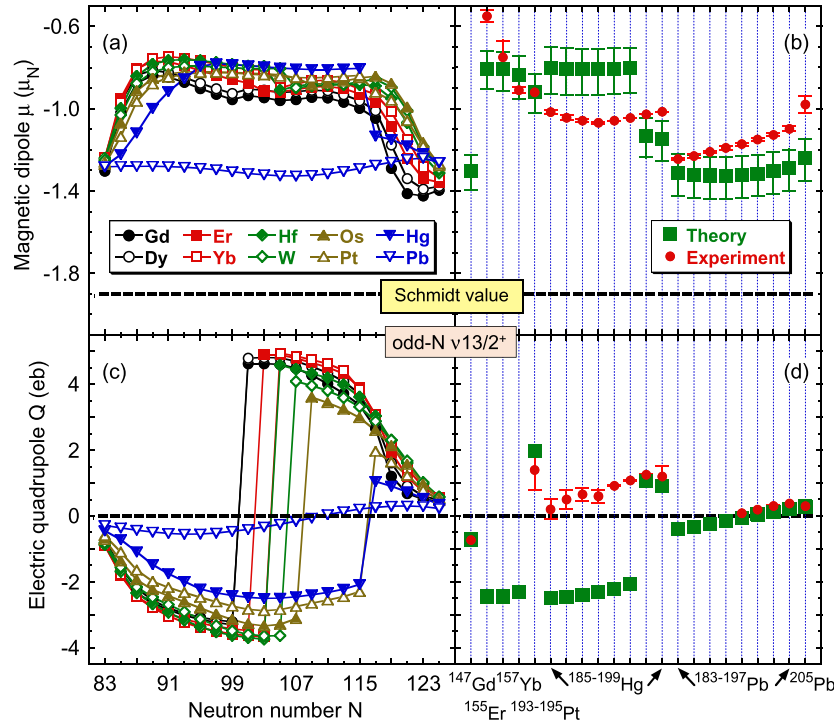 Magnetic dipole μ (μN)
-0.6
-1.0
-1.4
-1.8
(a)
Gd
Er
Hf
Os
Hg
Dy
Yb
W
Pt
Pb
(b)
Theory
Experiment
Schmidt value
odd-N ν13/2+
Electric quadrupole Q (eb)
4
2
0
-2
-4
(c)
(d)
83 91 99 107 115 123
Neutron number N
147Gd 157Yb 185-199Hg 183-197Pb 205Pb
155Er 193-195Pt